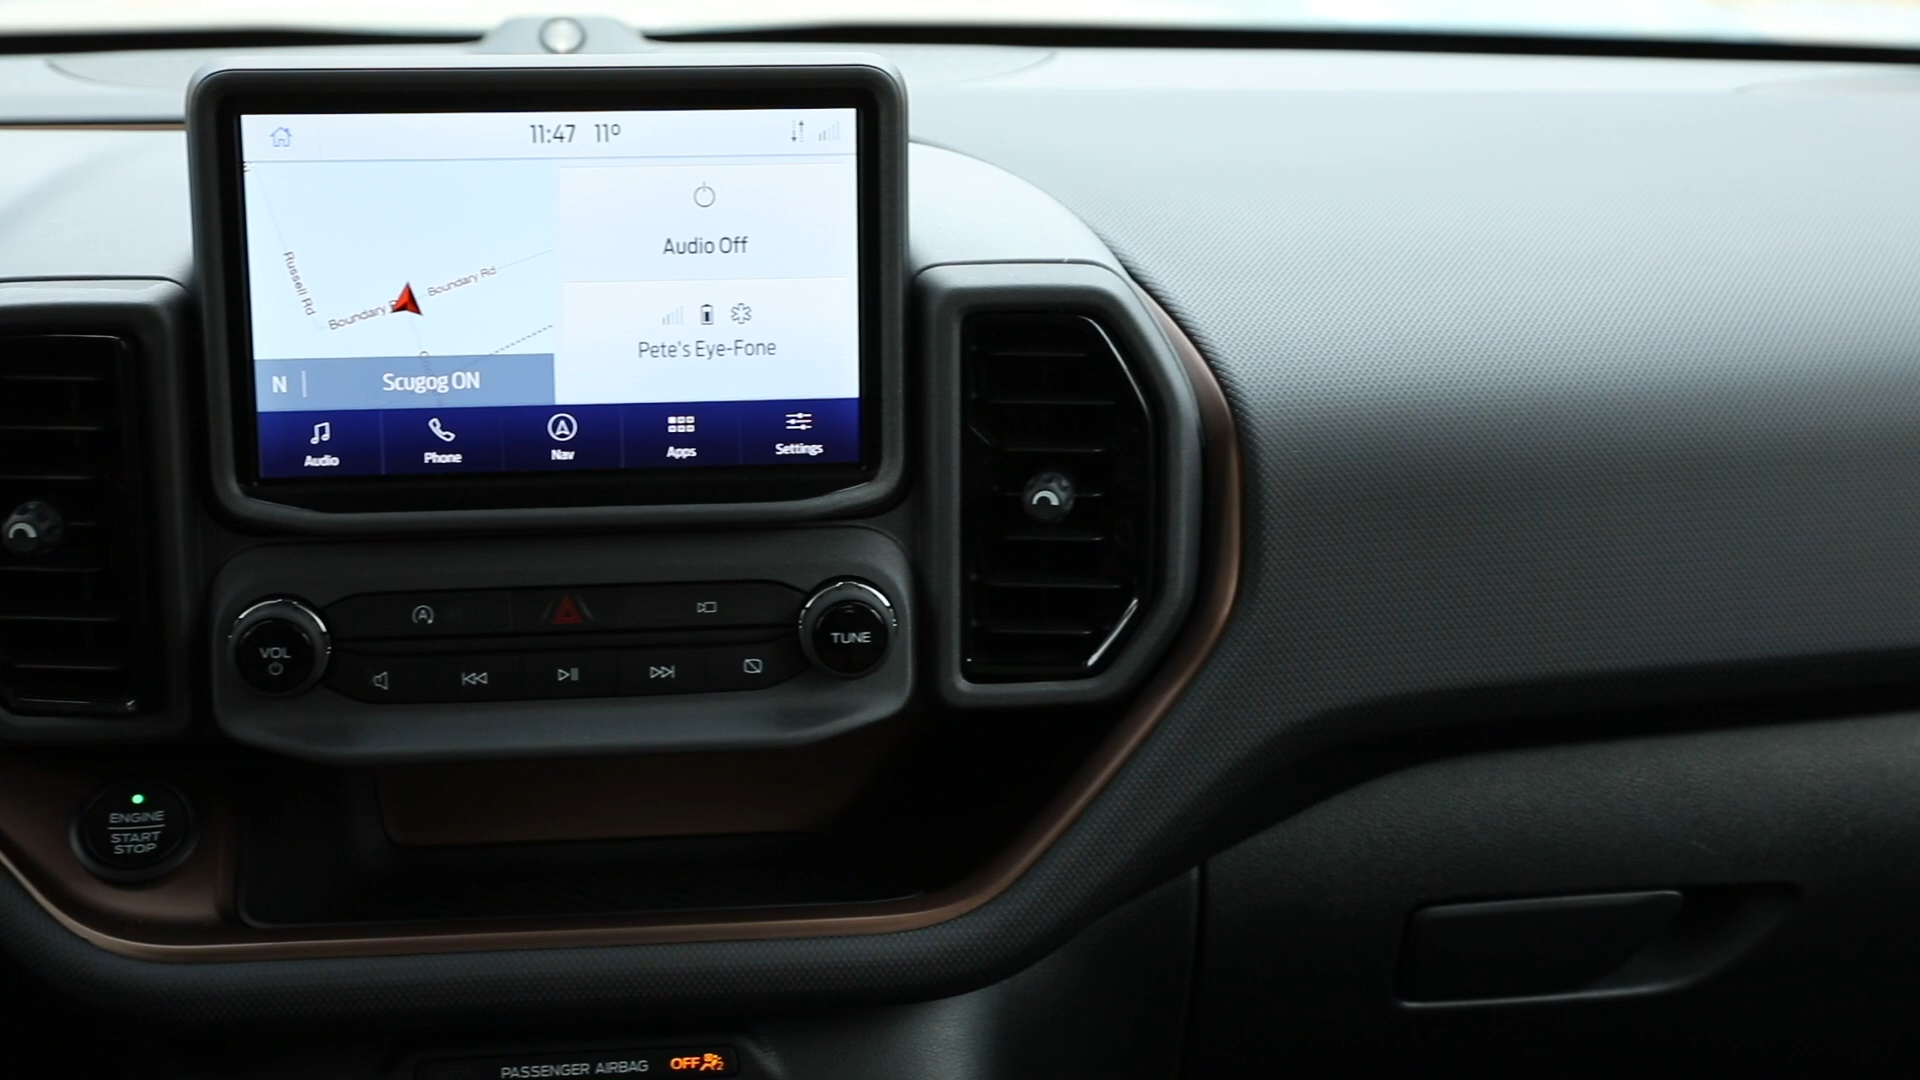 11:47 11°
Russell Rd
Boundary Rd
Boundary
N
Scugog ON
Audio Off
Pete's Eye-Fone
Audio
Phone
Nav
Apps
Settings
VOL
TUNE
ENGINE
START
STOP
PASSENGER AIRBAG OFF